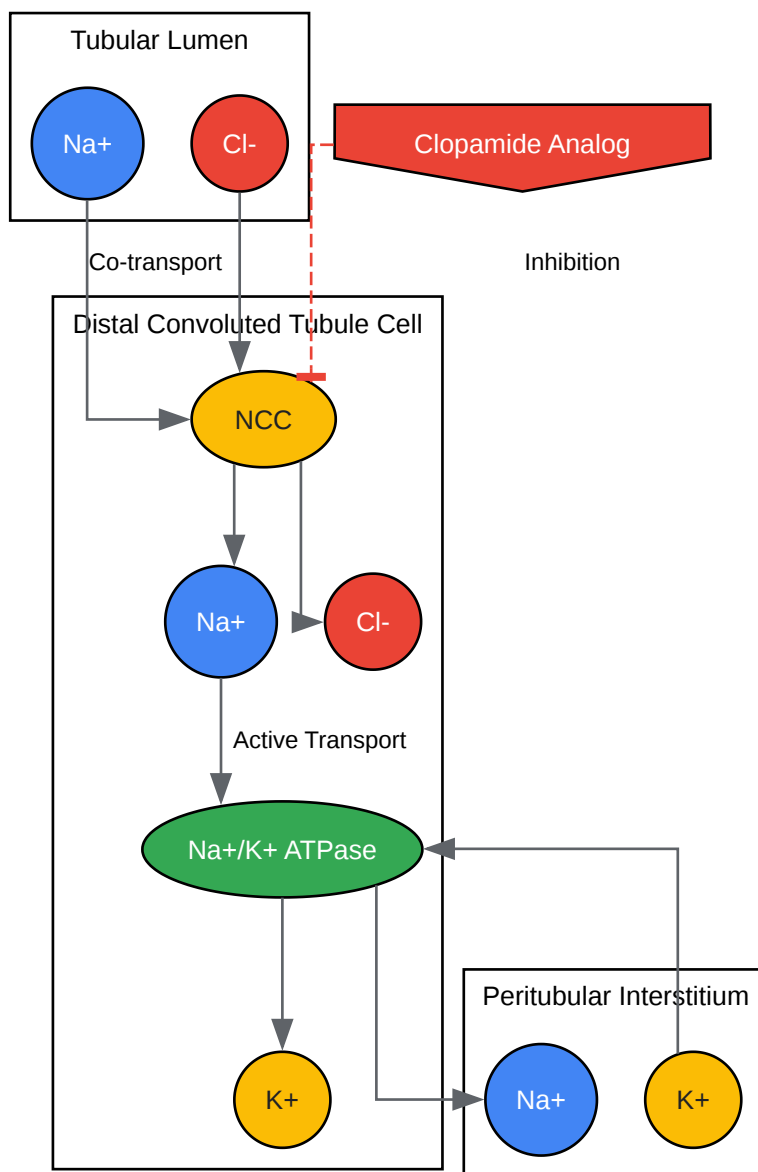 Tubular Lumen
Na+
Cl-
Clopamide Analog
Co-transport
Inhibition
Distal Convoluted Tubule Cell
NCC
Na+
Cl-
Active Transport
Na+/K+ ATPase
Peritubular Interstitium
K+
Na+
K+